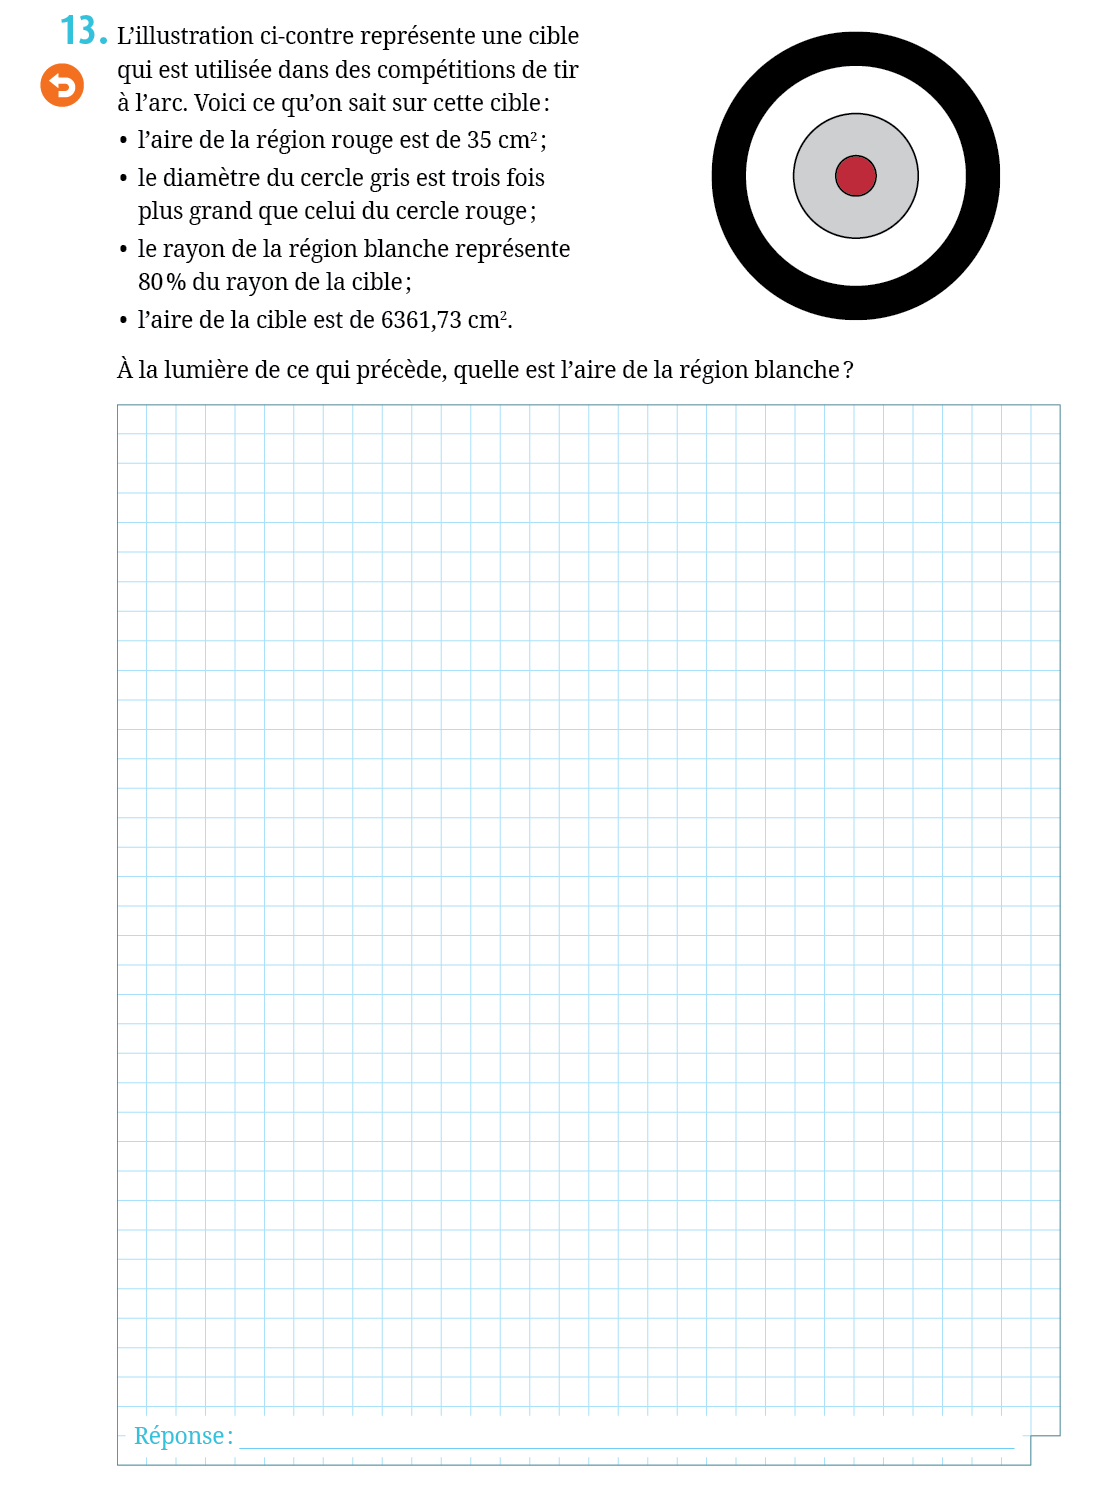 13. L’illustration ci-contre représente une cible
qui est utilisée dans des compétitions de tir
à l’arc. Voici ce qu’on sait sur cette cible :
• l’aire de la région rouge est de 35 cm² ;
• le diamètre du cercle gris est trois fois
plus grand que celui du cercle rouge ;
• le rayon de la région blanche représente
80 % du rayon de la cible ;
• l’aire de la cible est de 6361,73 cm².
À la lumière de ce qui précède, quelle est l’aire de la région blanche ?
Réponse :